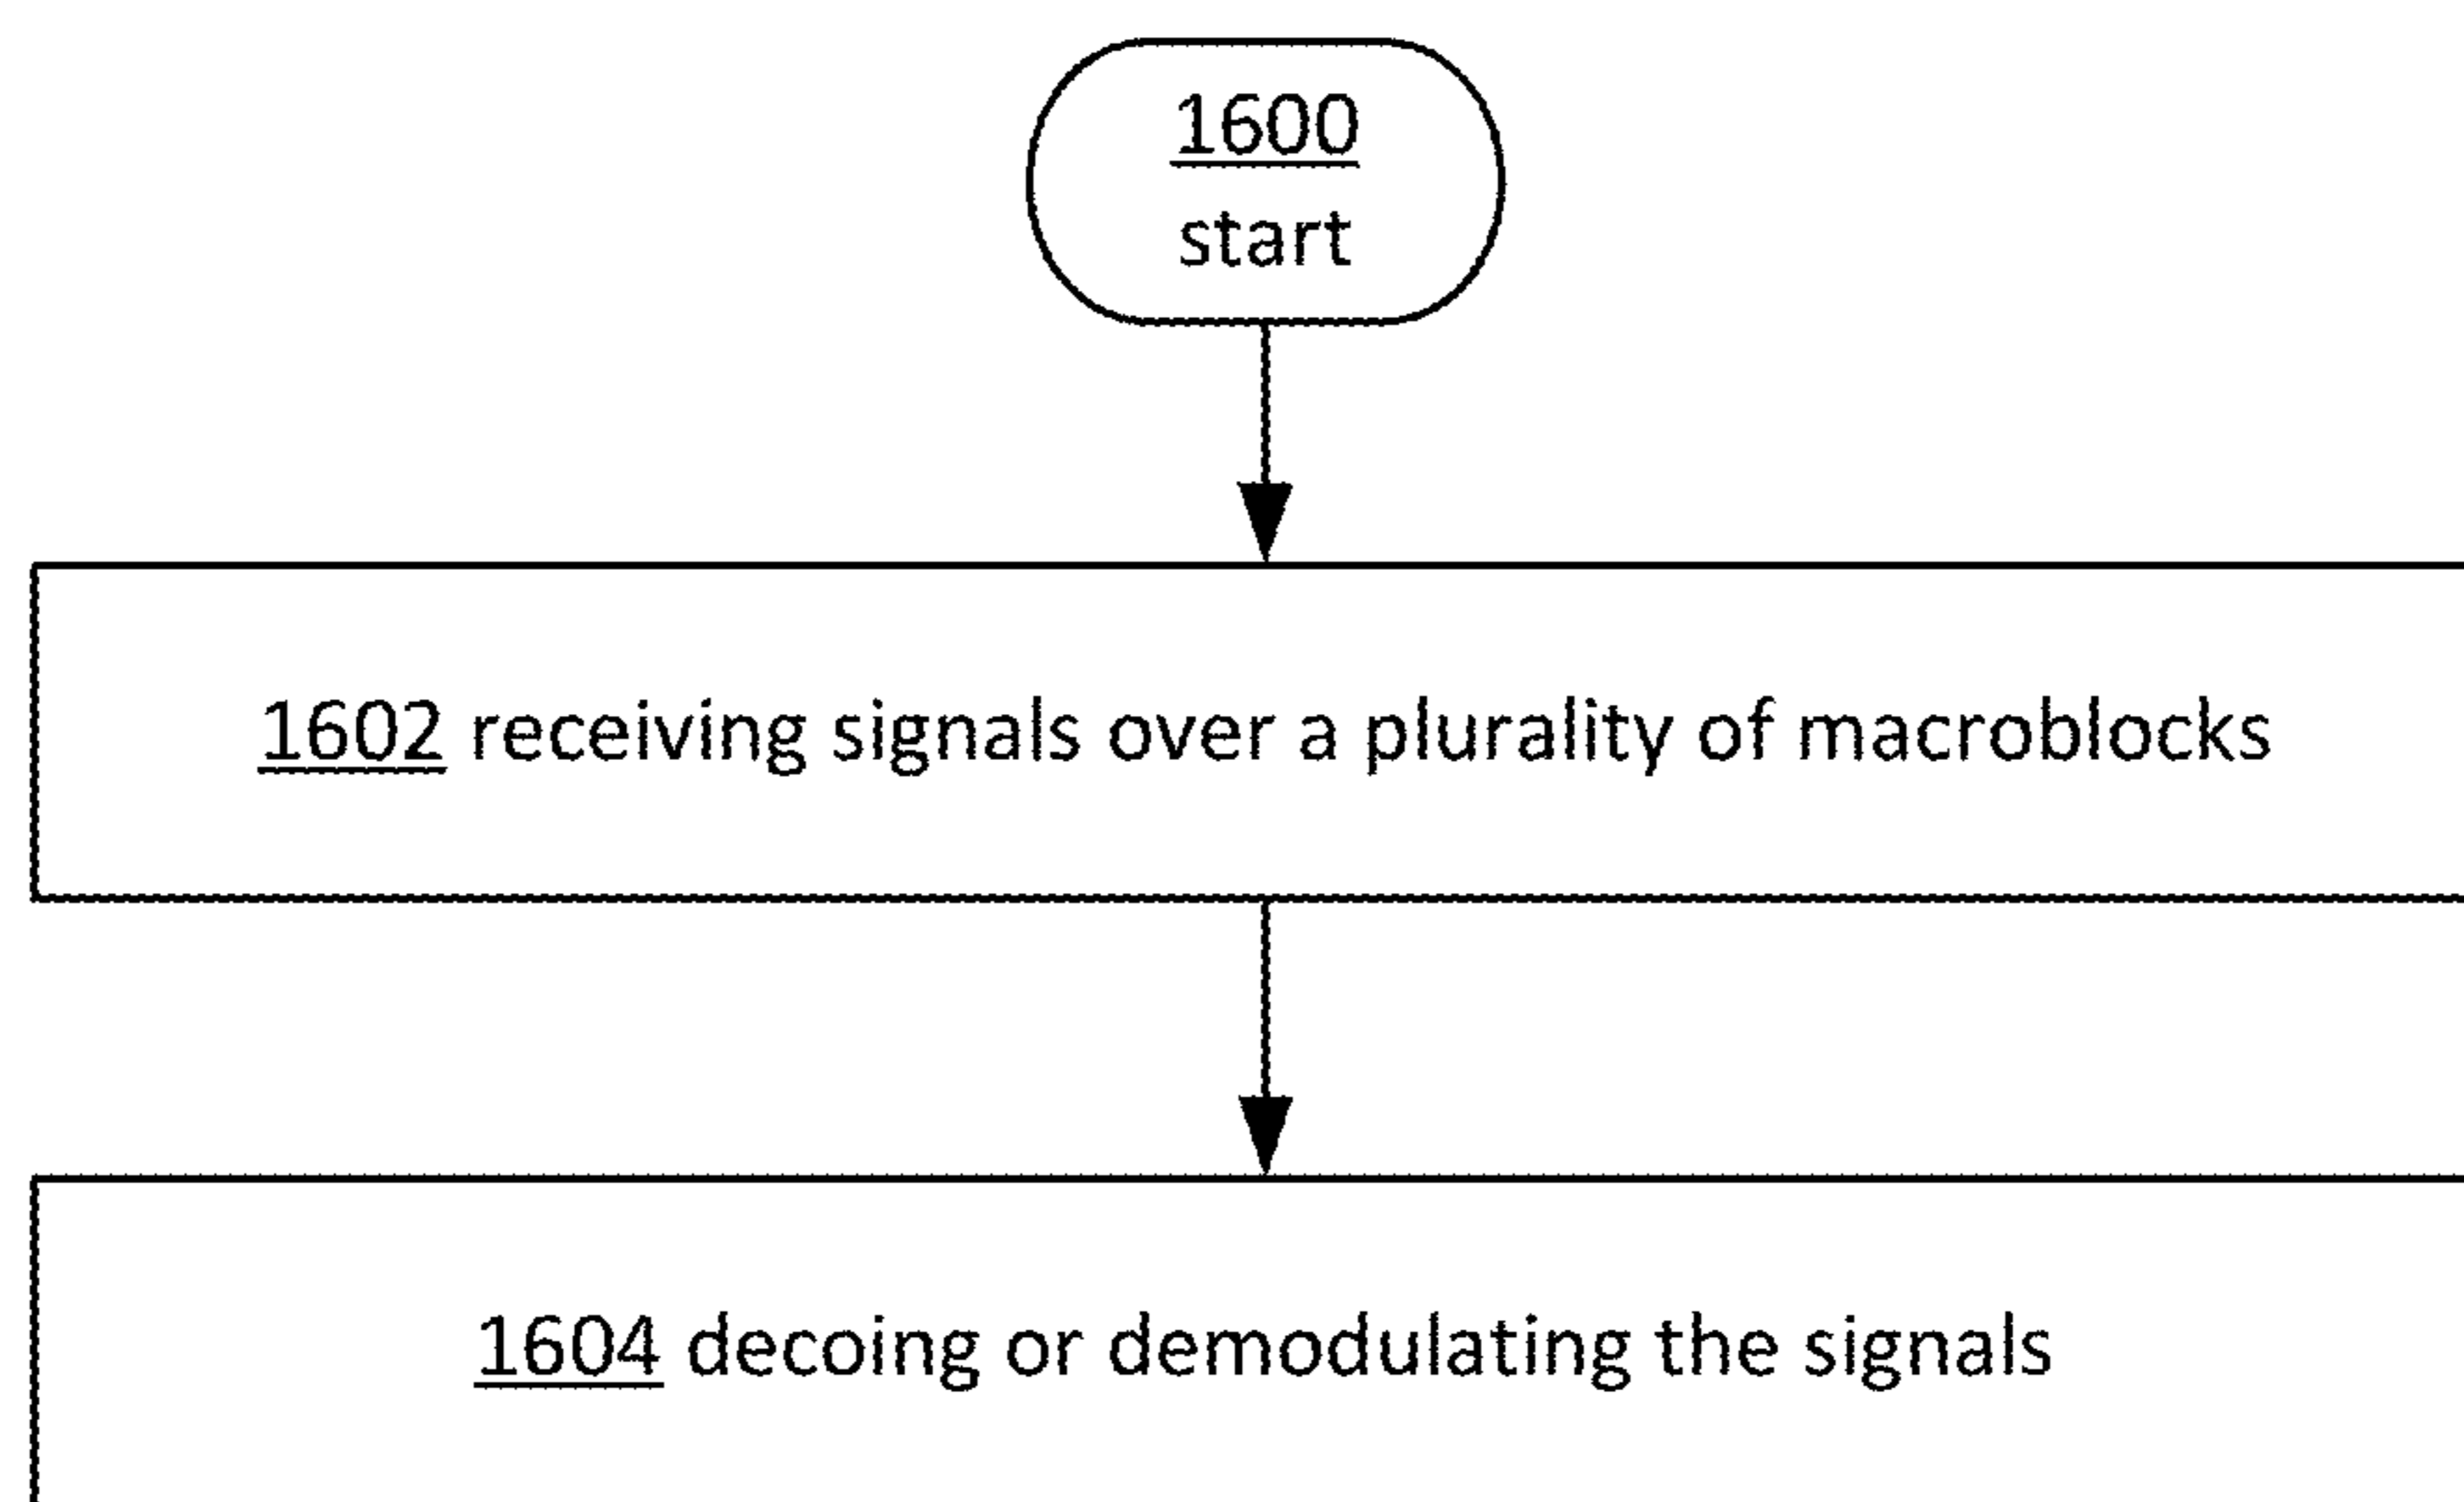 1600
start
1602 receiving signals over a plurality of macroblocks
1604 decoing or demodulating the signals